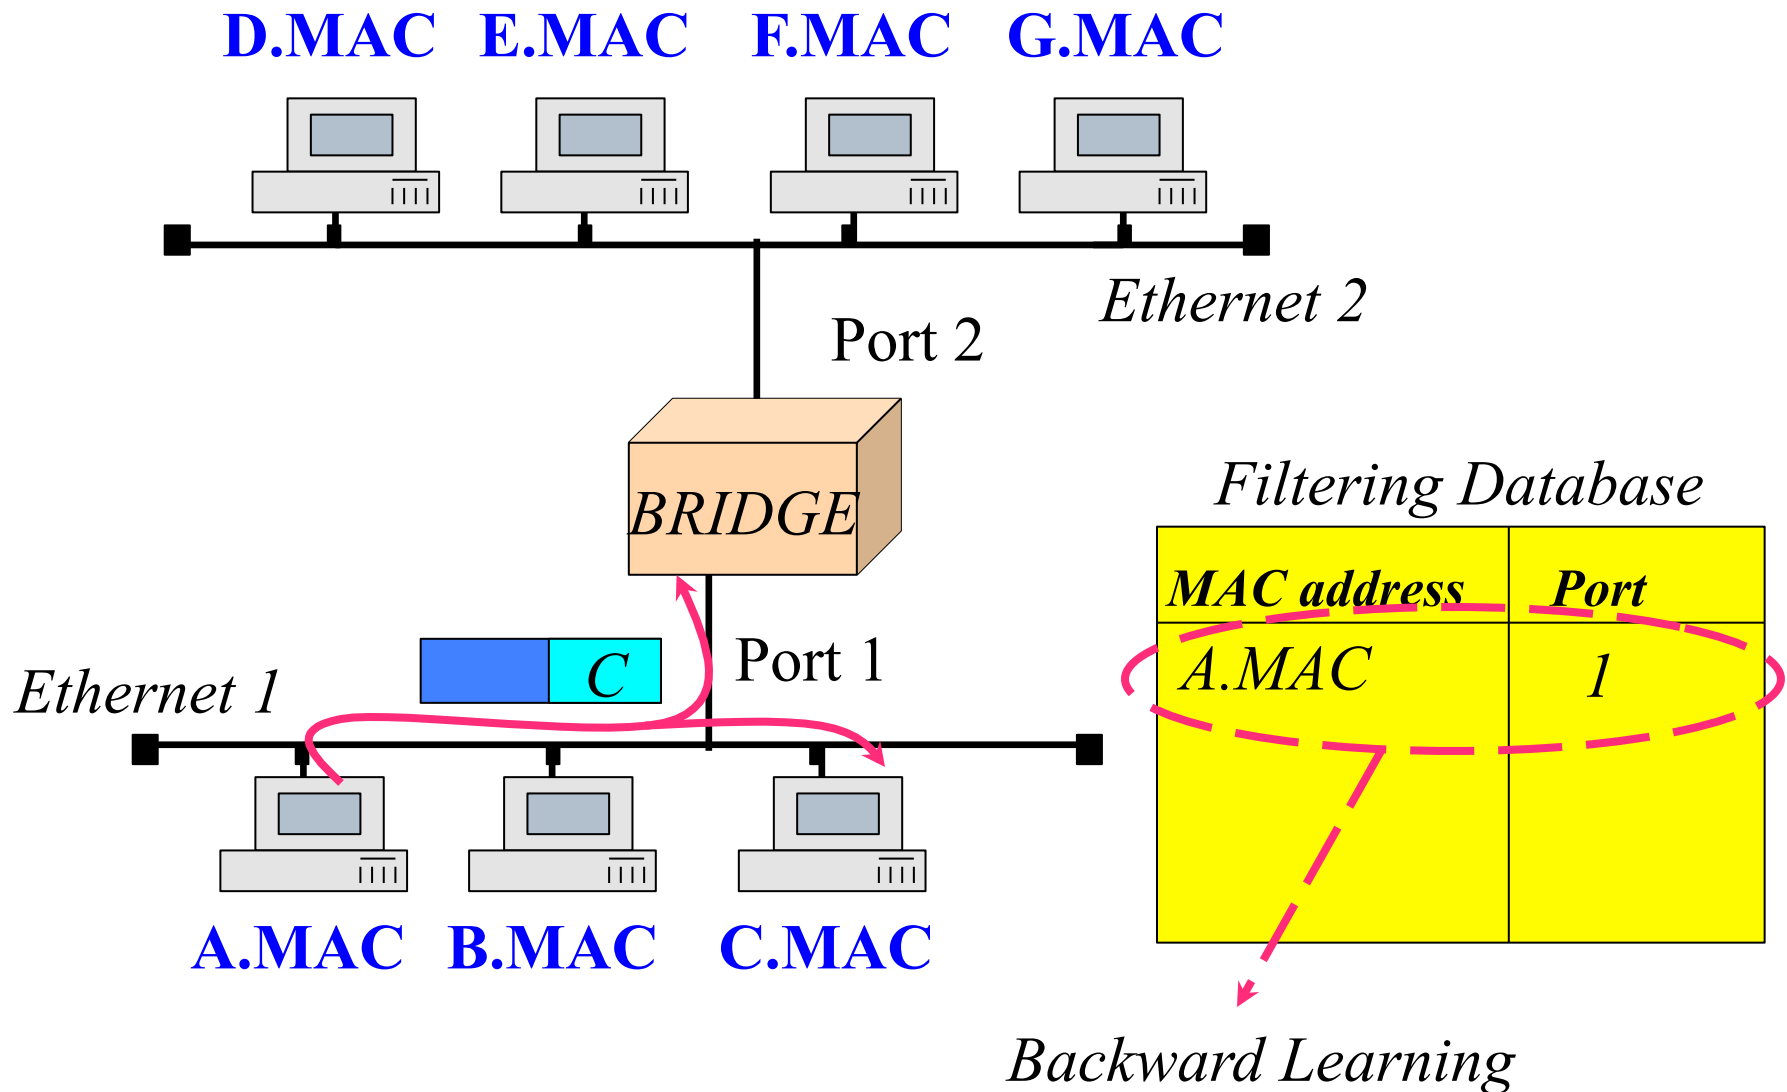 D.MAC E.MAC F.MAC G.MAC
Ethernet 2
Port 2
BRIDGE
Filtering Database
MAC address Port
A.MAC 1
C
Port 1
Ethernet 1
A.MAC B.MAC C.MAC
Backward Learning